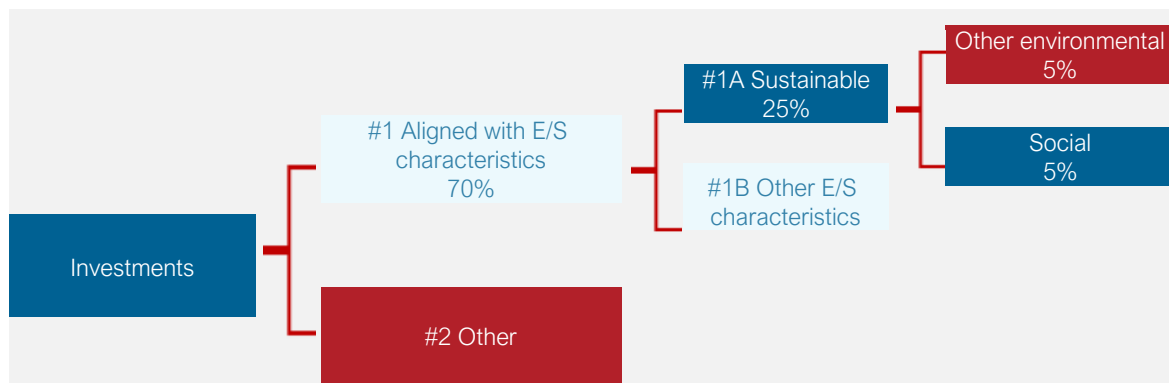 Investments
#1 Aligned with E/S
characteristics
70%
#2 Other
#1A Sustainable
25%
#1B Other E/S
characteristics
Other environmental
5%
Social
5%